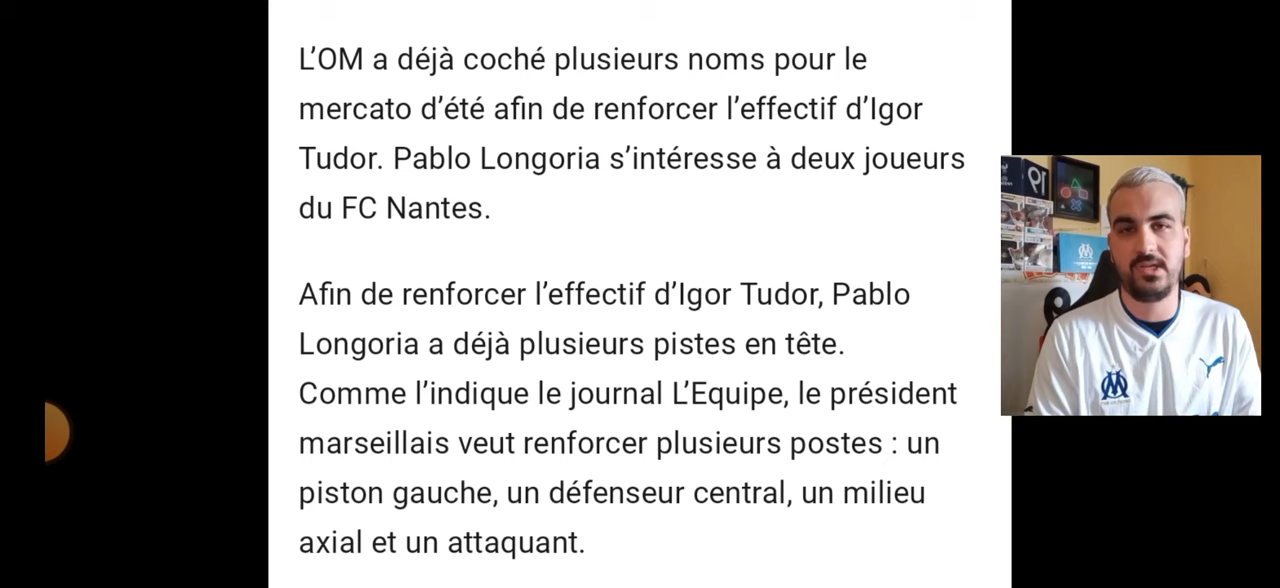 L’OM a déjà coché plusieurs noms pour le
mercato d’été afin de renforcer l’effectif d’Igor
Tudor. Pablo Longoria s’intéresse à deux joueurs
du FC Nantes.
Afin de renforcer l’effectif d’Igor Tudor, Pablo
Longoria a déjà plusieurs pistes en tête.
Comme l’indique le journal L’Equipe, le président
marseillais veut renforcer plusieurs postes : un
piston gauche, un défenseur central, un milieu
axial et un attaquant.